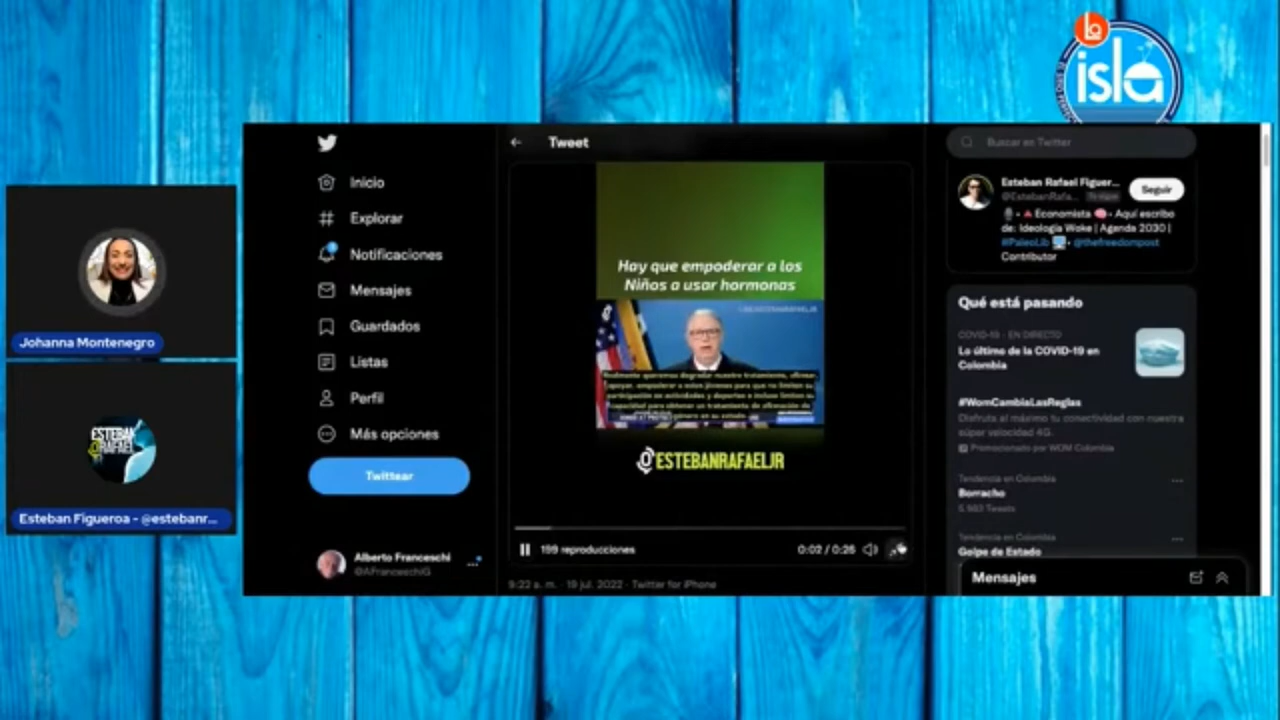 la
isla
Johanna Montenegro
Esteban Figueroa - @estebanr...
Inicio
Explorar
Notificaciones
Mensajes
Guardados
Listas
Perfil
Más opciones
Twittear
Alberto Franceschi
@AFranceschiG
Tweet
Hay que empoderar a los
Niños a usar hormonas
ESTEBANRAFAELJR
199 reproducciones
0:02 / 0:26
9:22 a. m. · 19 jul. 2022 · Twitter for iPhone
Buscar en Twitter
Esteban Rafael Figuer...
@EstebanRafa...
Seguir
Economista · Aquí escribo
de: Ideología Woke | Agenda 2030 |
#PaleoLib · @thefreedompost
Contributor
Qué está pasando
COVID-19 · EN DIRECTO
Lo último de la COVID-19 en
Colombia
#WomCambiaLasReglas
Disfruta al máximo tu conectividad con nuestra
súper velocidad 4G.
Promocionado por WOM Colombia
Tendencia en Colombia
Borracho
Tweets
Tendencia en Colombia
Golpe de Estado
Mensajes